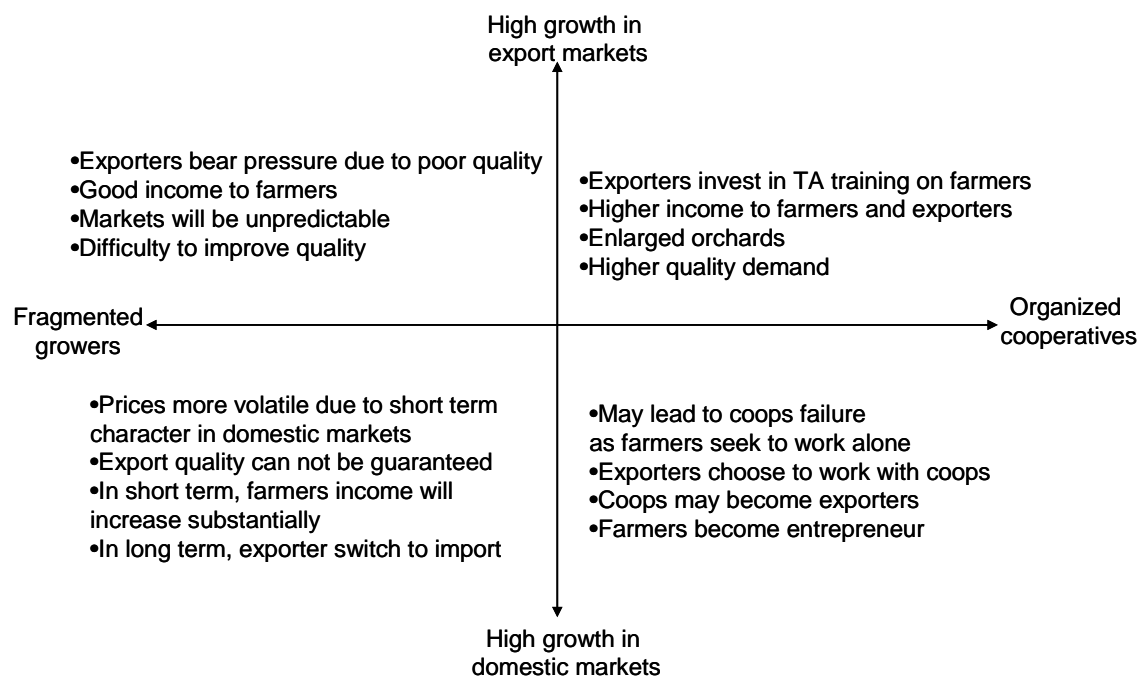 High growth in
export markets
•Exporters bear pressure due to poor quality
•Good income to farmers
•Markets will be unpredictable
•Difficulty to improve quality
•Exporters invest in TA training on farmers
•Higher income to farmers and exporters
•Enlarged orchards
•Higher quality demand
Fragmented
growers
Organized
cooperatives
•Prices more volatile due to short term
character in domestic markets
•Export quality can not be guaranteed
•In short term, farmers income will
increase substantially
•In long term, exporter switch to import
•May lead to coops failure
as farmers seek to work alone
•Exporters choose to work with coops
•Coops may become exporters
•Farmers become entrepreneur
High growth in
domestic markets